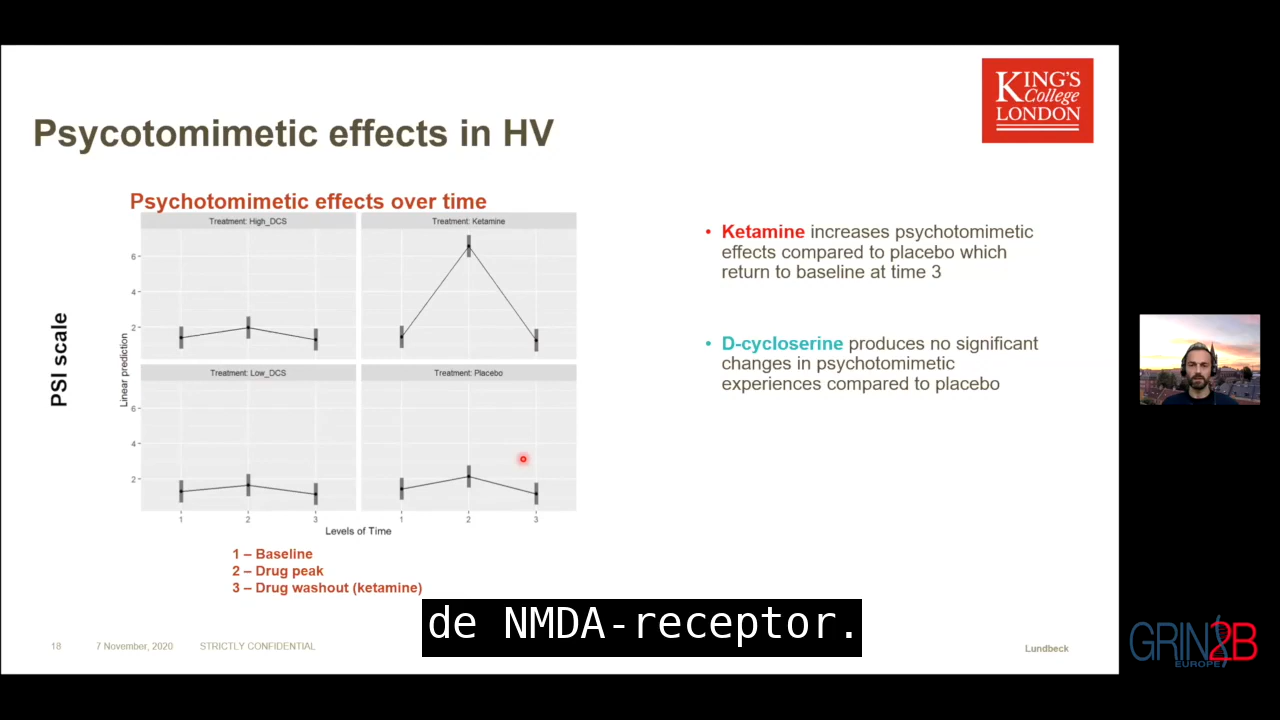 KING'S
College
LONDON
Psycotomimetic effects in HV
Psychotomimetic effects over time
Treatment: High_DCS
Treatment: Ketamine
6
4
2
Treatment: Low_DCS
Treatment: Placebo
6
4
2
1 2 3
1 2 3
PSI scale
Linear prediction
Levels of Time
1 – Baseline
2 – Drug peak
3 – Drug washout (ketamine)
• Ketamine increases psychotomimetic
effects compared to placebo which
return to baseline at time 3
• D-cycloserine produces no significant
changes in psychotomimetic
experiences compared to placebo
de NMDA-receptor.
18 7 November, 2020 STRICTLY CONFIDENTIAL
Lundbeck
GRIN2B
EUROPE